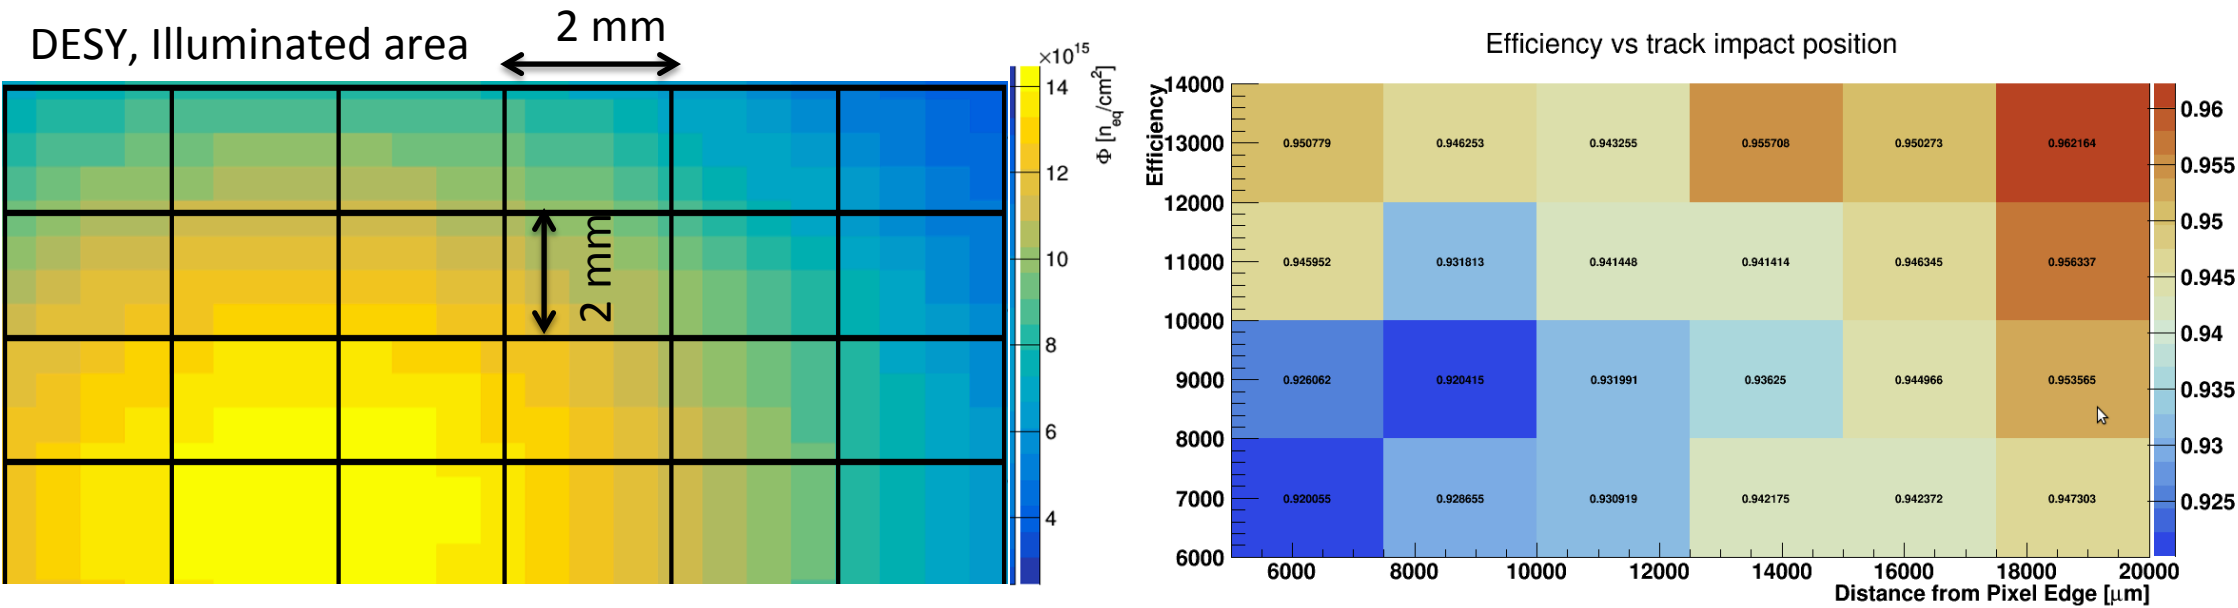 DESY, Illuminated area
2 mm
2 mm
×10¹⁵
14
12
10
8
6
4
Φ [n_eq/cm²]
Efficiency vs track impact position
Efficiency
14000
13000
12000
11000
10000
9000
8000
7000
6000
0.950779 0.946253 0.943255 0.955708 0.950273 0.962164
0.945952 0.931813 0.941448 0.941414 0.946345 0.956337
0.926062 0.920415 0.931991 0.93625 0.944966 0.953565
0.920055 0.928655 0.930919 0.942175 0.942372 0.947303
6000 8000 10000 12000 14000 16000 18000 20000
Distance from Pixel Edge [μm]
0.96
0.955
0.95
0.945
0.94
0.935
0.93
0.925